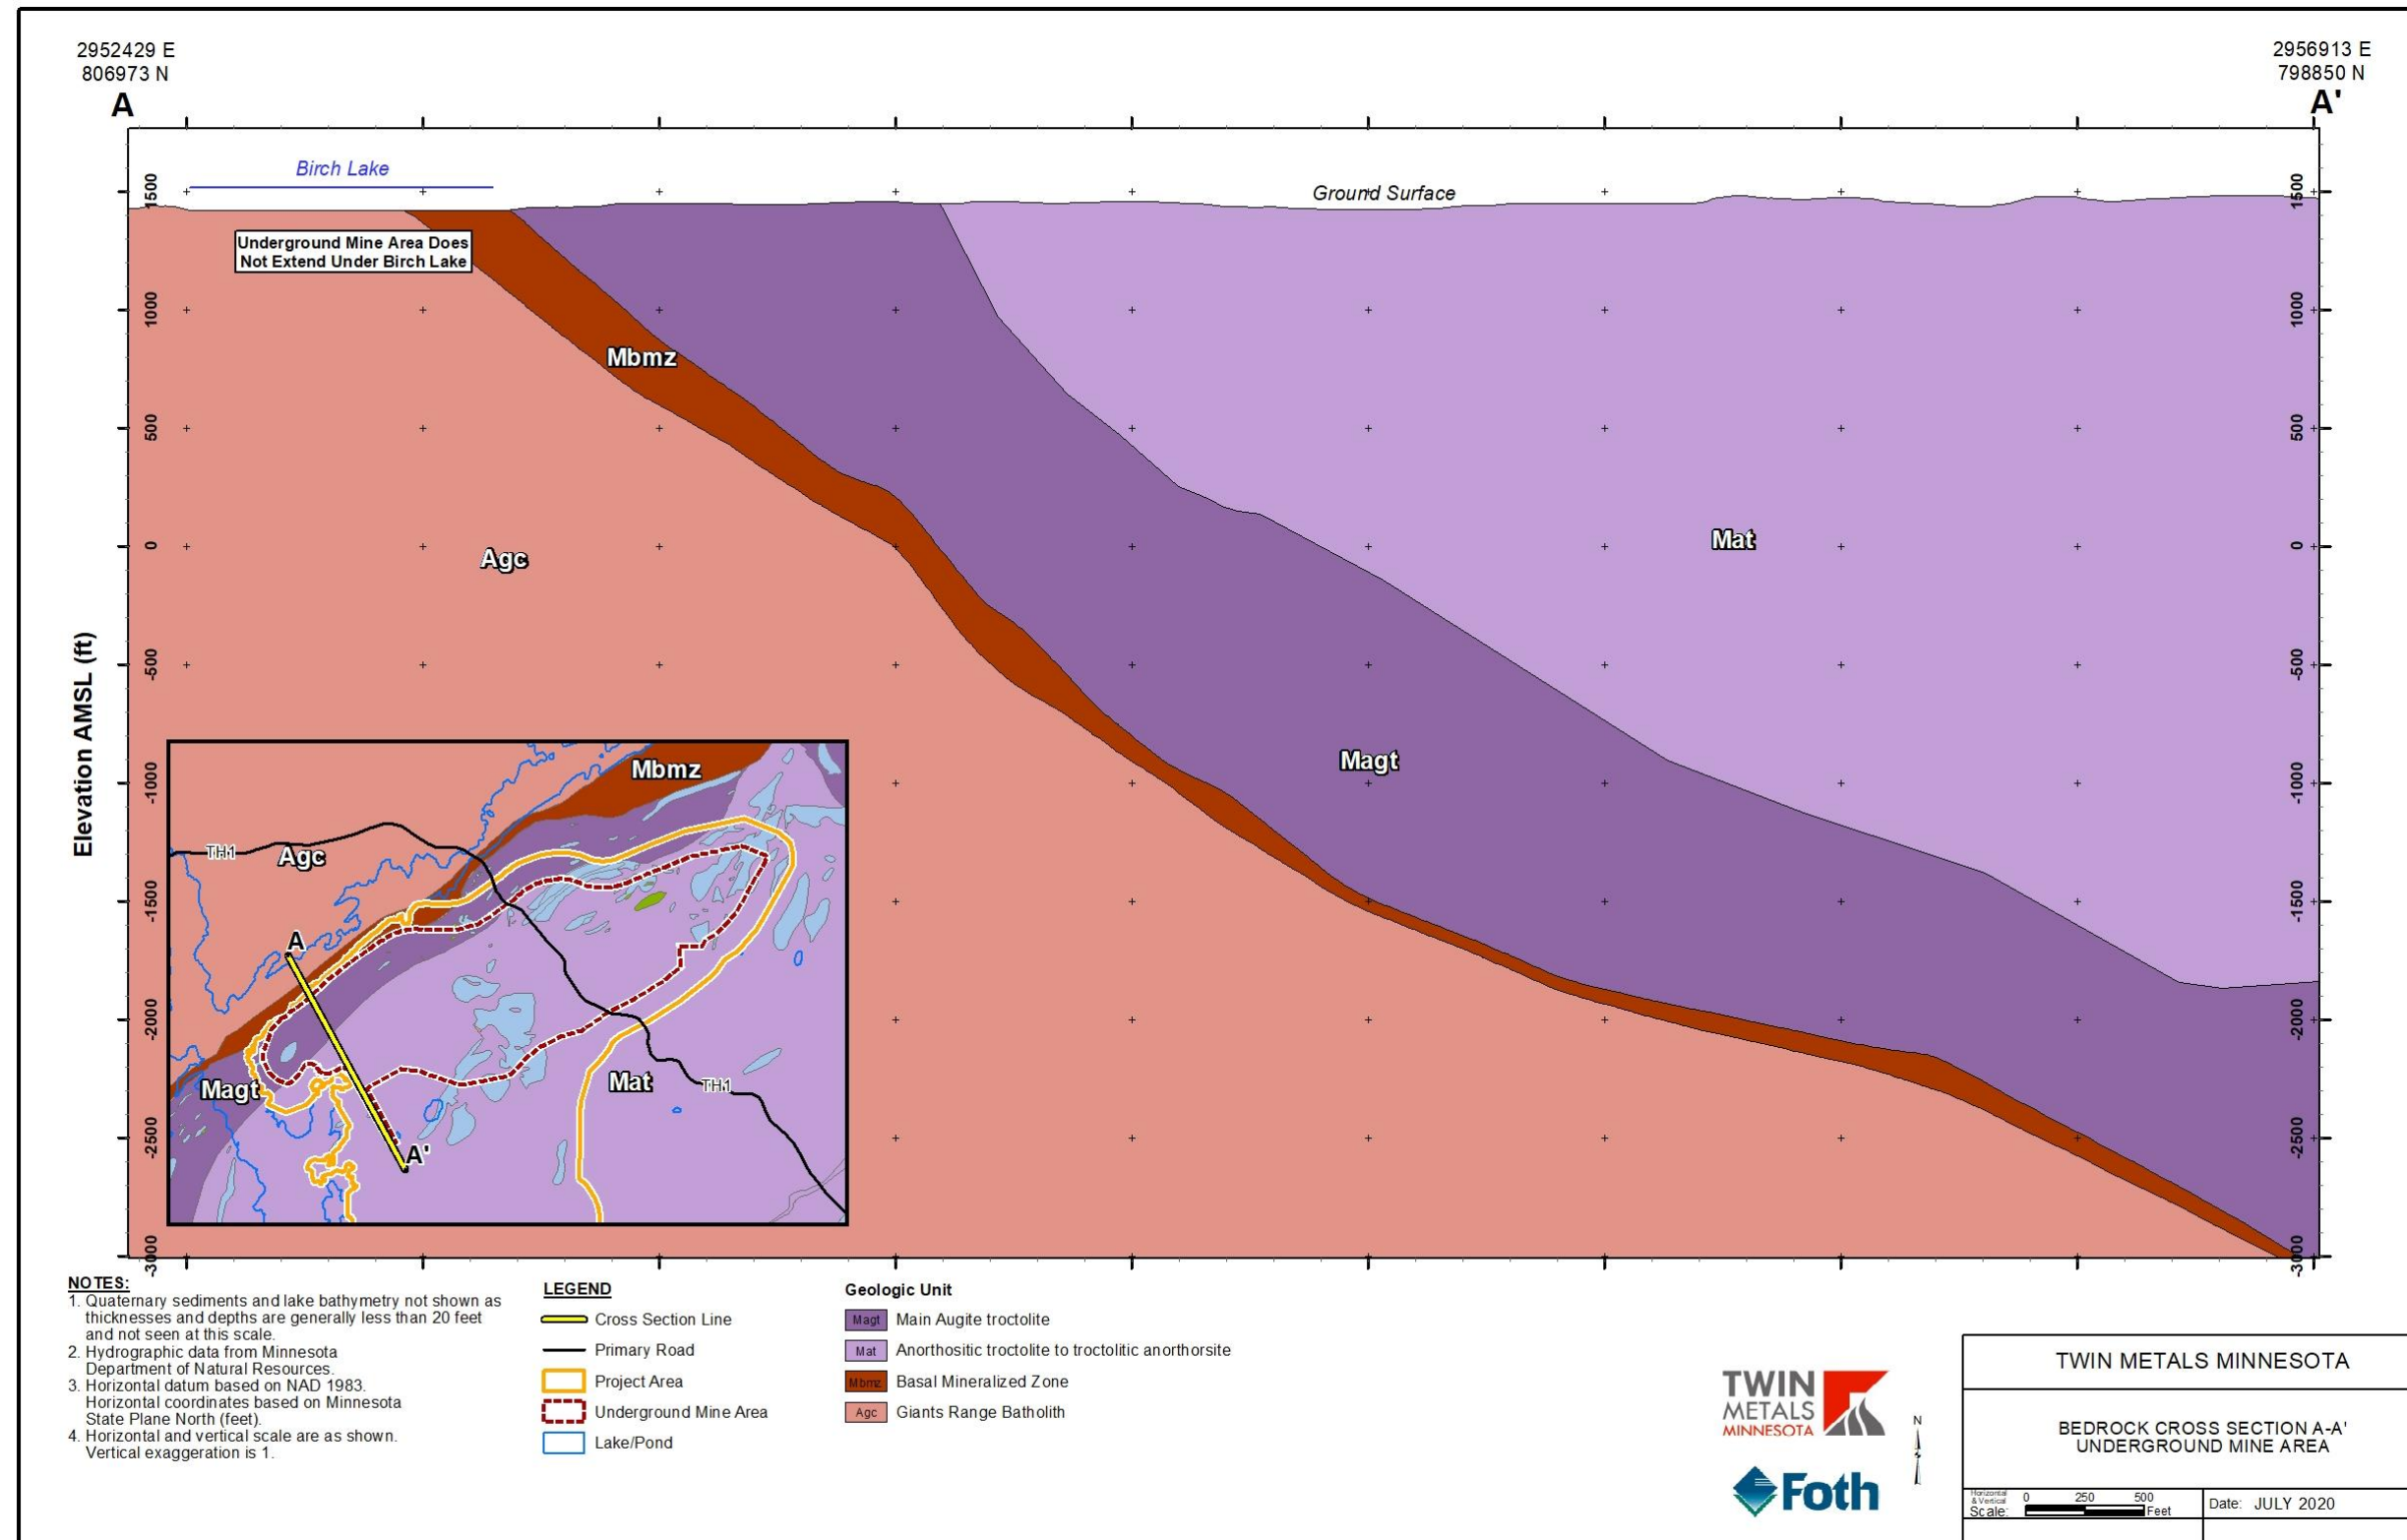 2952429 E
806973 N
A
2956913 E
798850 N
A'
Birch Lake
Ground Surface
Underground Mine Area Does
Not Extend Under Birch Lake
Elevation AMSL (ft)
1500
1000
500
0
-500
-1000
-1500
-2000
-2500
-3000
1500
1000
500
0
-500
-1000
-1500
-2000
-2500
-3000
Mbmz
Agc
Mat
Magt
Mbmz
TH1
Agc
A
Magt
Mat
TH1
A'
NOTES:
1. Quaternary sediments and lake bathymetry not shown as
thicknesses and depths are generally less than 20 feet
and not seen at this scale.
2. Hydrographic data from Minnesota
Department of Natural Resources.
3. Horizontal datum based on NAD 1983.
Horizontal coordinates based on Minnesota
State Plane North (feet).
4. Horizontal and vertical scale are as shown.
Vertical exaggeration is 1.
LEGEND
Cross Section Line
Primary Road
Project Area
Underground Mine Area
Lake/Pond
Geologic Unit
Magt Main Augite troctolite
Mat Anorthositic troctolite to troctolitic anorthorsite
Mbmz Basal Mineralized Zone
Agc Giants Range Batholith
TWIN
METALS
MINNESOTA
Foth
N
TWIN METALS MINNESOTA
BEDROCK CROSS SECTION A-A'
UNDERGROUND MINE AREA
Horizontal
& Vertical
Scale:
0 250 500
Feet
Date: JULY 2020